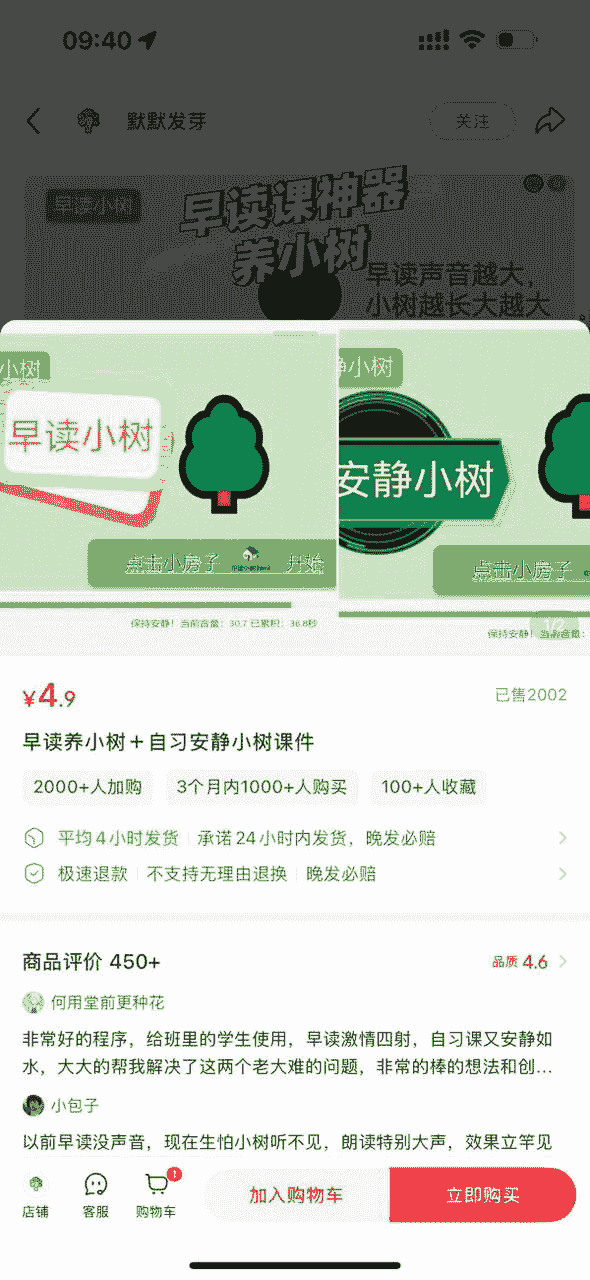 09:40
默默发芽
关注
早读小树
早读课神器
养小树
早读声音越大，
小树越长大越大
小树
静小树
早读小树
安静小树
点击小房子
开始
点击小房子
保持安静！当前音量：30.7 已累积：36.8秒
保持安静！当前音量：
1/2
¥4.9
已售2002
早读养小树＋自习安静小树课件
2000+人加购
3个月内1000+人购买
100+人收藏
平均4小时发货
承诺24小时内发货，晚发必赔
极速退款
不支持无理由退换
晚发必赔
商品评价 450+
品质 4.6
何用堂前更种花
非常好的程序，给班里的学生使用，早读激情四射，自习课又安静如
水，大大的帮我解决了这两个老大难的问题，非常的棒的想法和创...
小包子
以前早读没声音，现在生怕小树听不见，朗读特别大声，效果立竿见
店铺
客服
购物车
1
加入购物车
立即购买